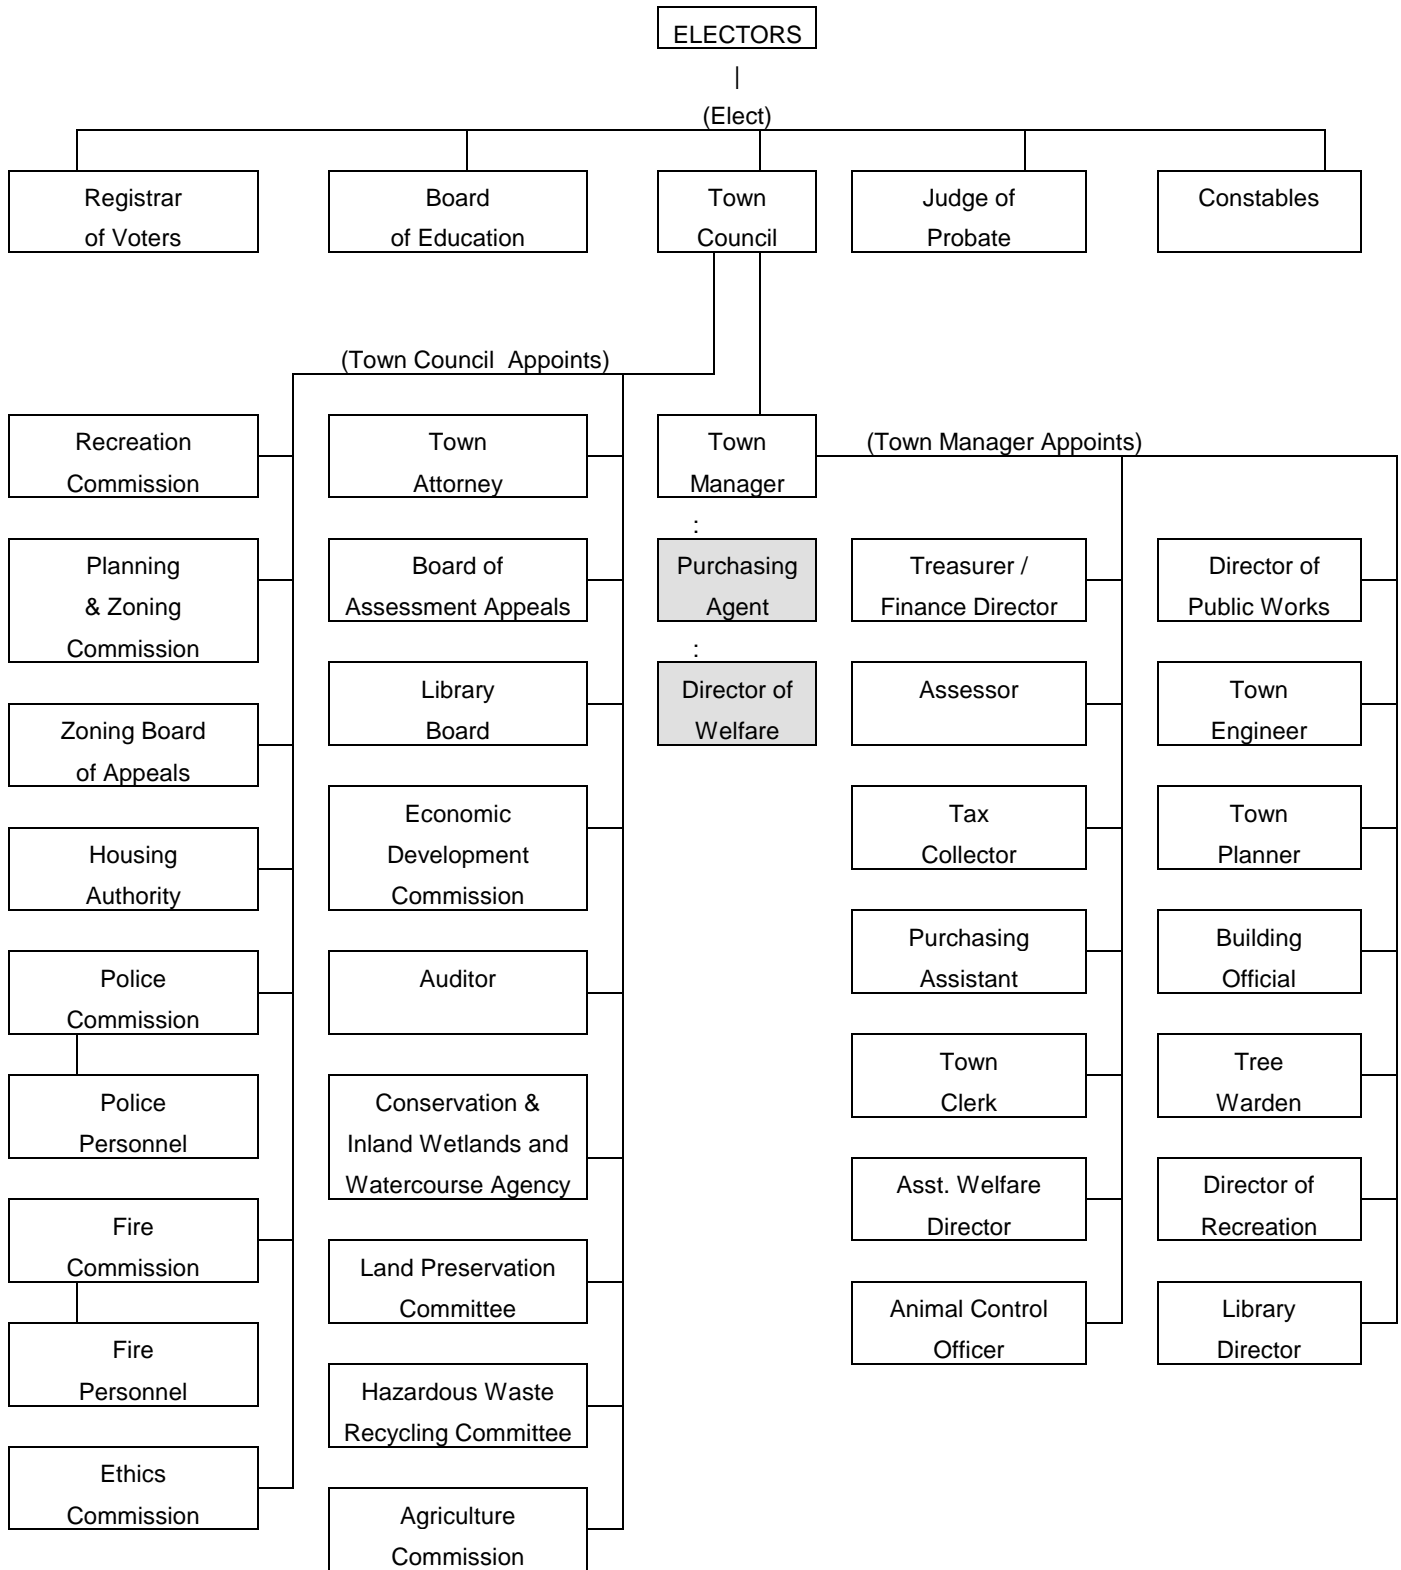 ELECTORS
|
(Elect)
Registrar
of Voters
Board
of Education
Town
Council
Judge of
Probate
Constables
(Town Council Appoints)
(Town Manager Appoints)
Recreation
Commission
Planning
& Zoning
Commission
Zoning Board
of Appeals
Housing
Authority
Police
Commission
Police
Personnel
Fire
Commission
Fire
Personnel
Ethics
Commission
Town
Attorney
Board of
Assessment Appeals
Library
Board
Economic
Development
Commission
Auditor
Conservation &
Inland Wetlands and
Watercourse Agency
Land Preservation
Committee
Hazardous Waste
Recycling Committee
Agriculture
Commission
Town
Manager
:
Purchasing
Agent
:
Director of
Welfare
Treasurer /
Finance Director
Assessor
Tax
Collector
Purchasing
Assistant
Town
Clerk
Asst. Welfare
Director
Animal Control
Officer
Director of
Public Works
Town
Engineer
Town
Planner
Building
Official
Tree
Warden
Director of
Recreation
Library
Director